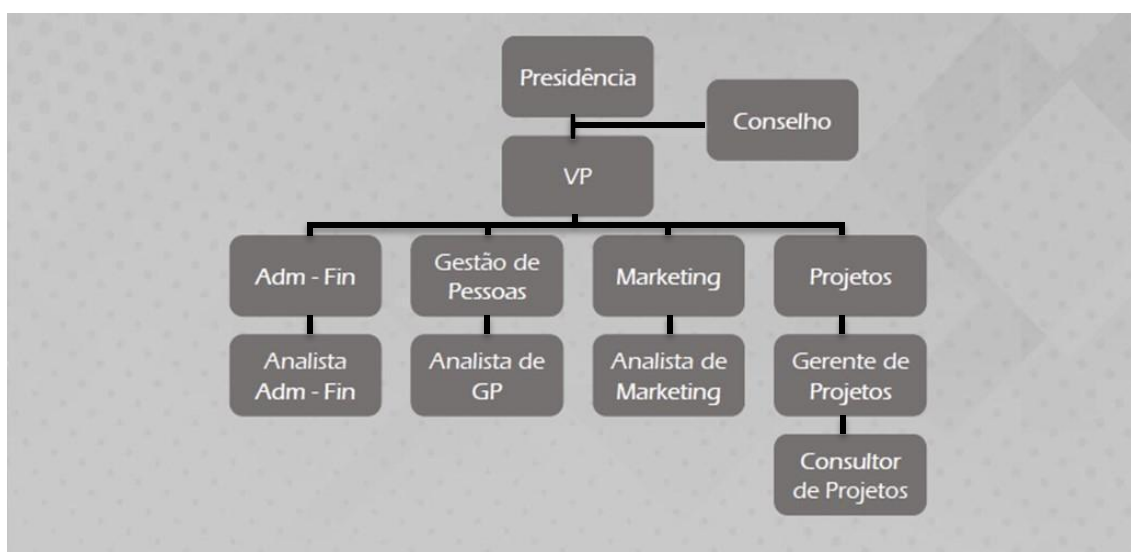 Presidência
Conselho
VP
Adm - Fin
Gestão de
Pessoas
Marketing
Projetos
Analista
Adm - Fin
Analista de
GP
Analista de
Marketing
Gerente de
Projetos
Consultor
de Projetos